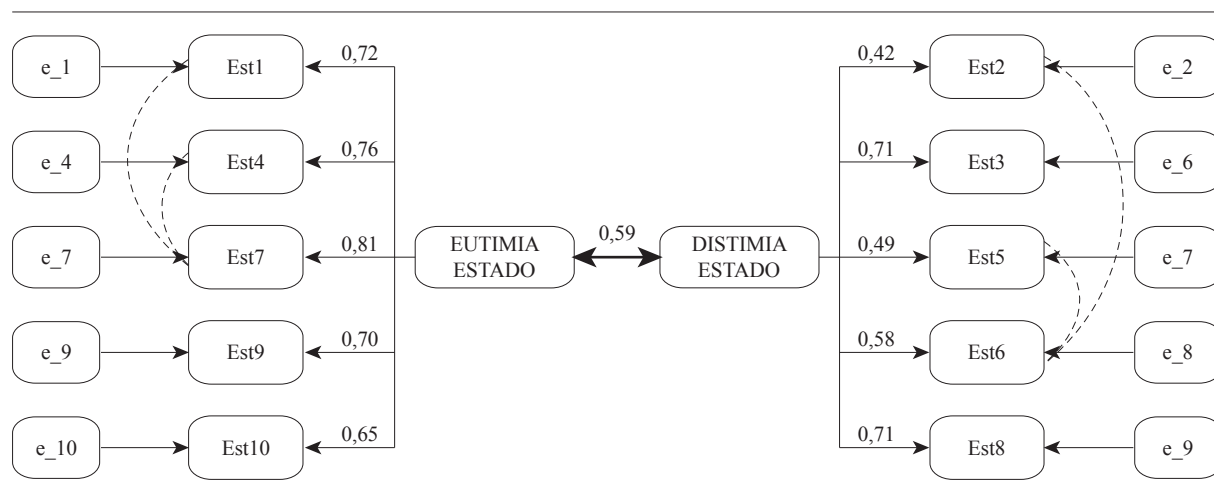 e_1 Est1 0,72 0,42 Est2 e_2
e_4 Est4 0,76 0,71 Est3 e_6
e_7 Est7 0,81 EUTIMIA ESTADO 0,59 DISTIMIA ESTADO 0,49 Est5 e_7
e_9 Est9 0,70 0,58 Est6 e_8
e_10 Est10 0,65 0,71 Est8 e_9